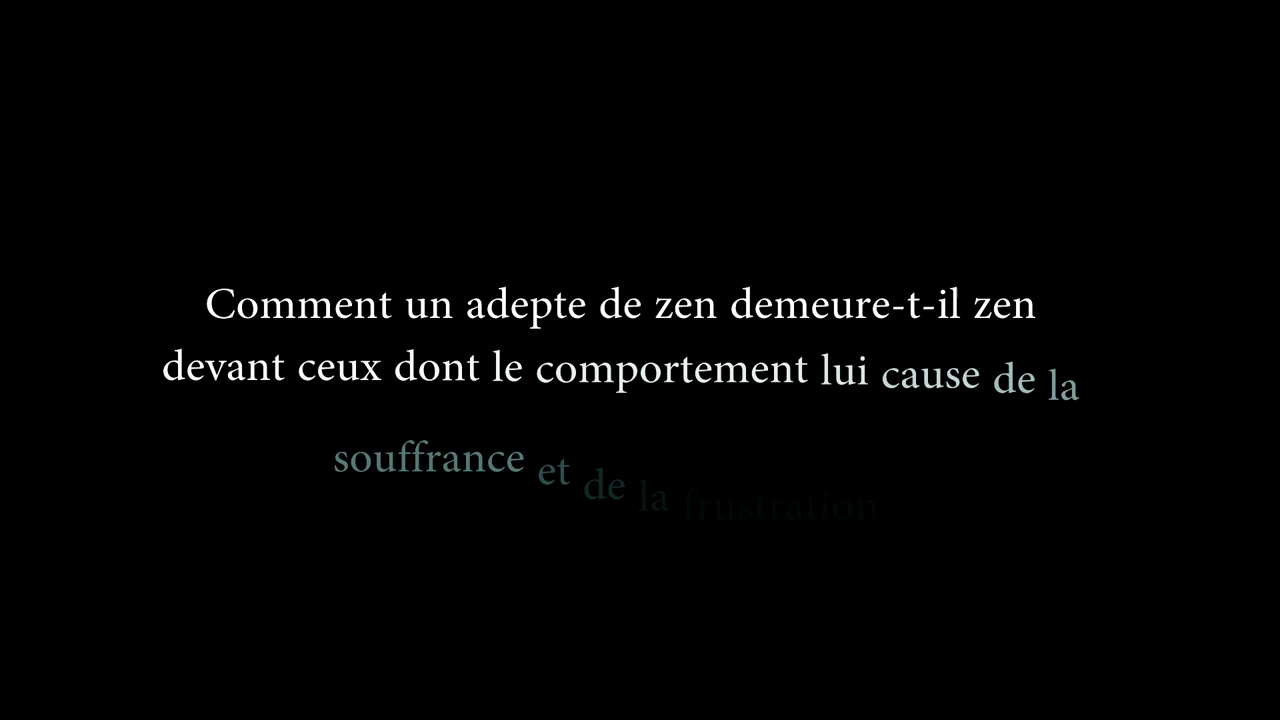 Comment un adepte de zen demeure-t-il zen
devant ceux dont le comportement lui cause de la
souffrance et de la frustration ?